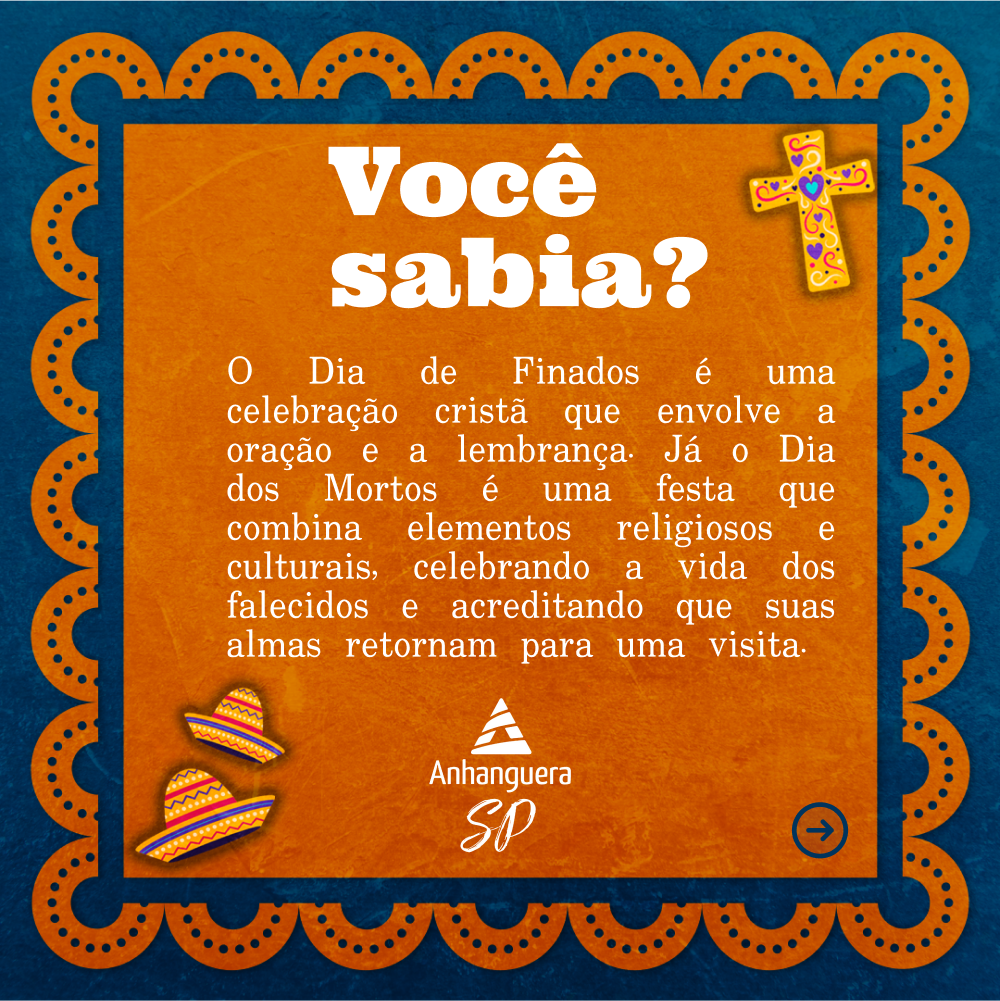 Você
sabia?
O Dia de Finados é uma
celebração cristã que envolve a
oração e a lembrança. Já o Dia
dos Mortos é uma festa que
combina elementos religiosos e
culturais, celebrando a vida dos
falecidos e acreditando que suas
almas retornam para uma visita.
Anhanguera
SP